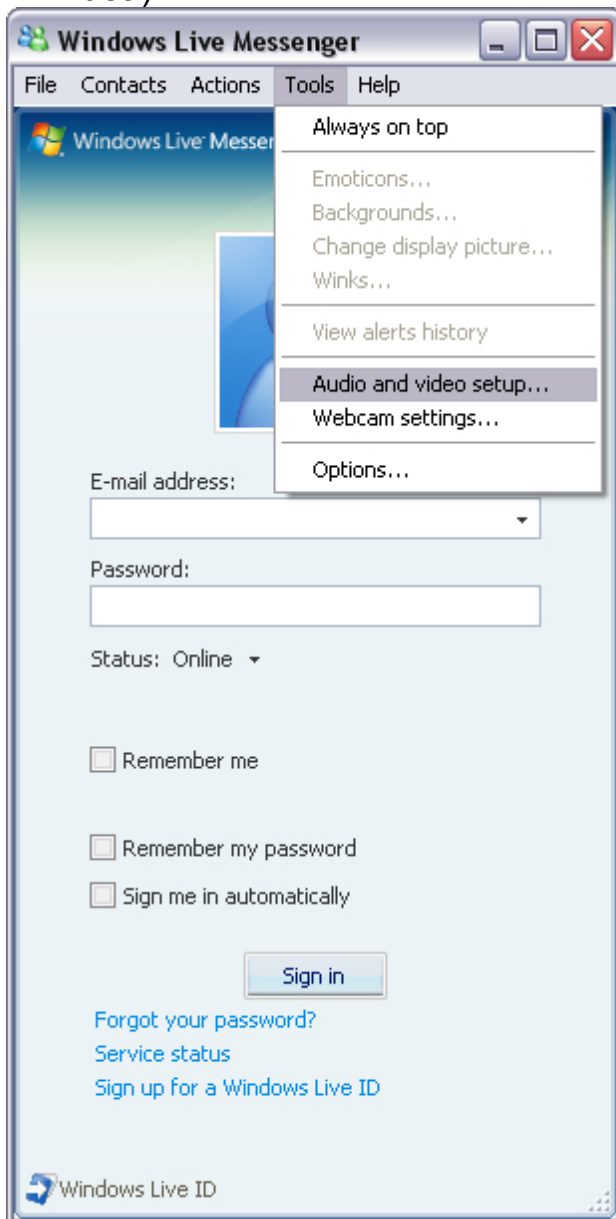 Windows Live Messenger
File Contacts Actions Tools Help
Windows Live Messen
Always on top
Emoticons...
Backgrounds...
Change display picture...
Winks...
View alerts history
Audio and video setup...
Webcam settings...
Options...
E-mail address:
Password:
Status: Online
Remember me
Remember my password
Sign me in automatically
Sign in
Forgot your password?
Service status
Sign up for a Windows Live ID
Windows Live ID